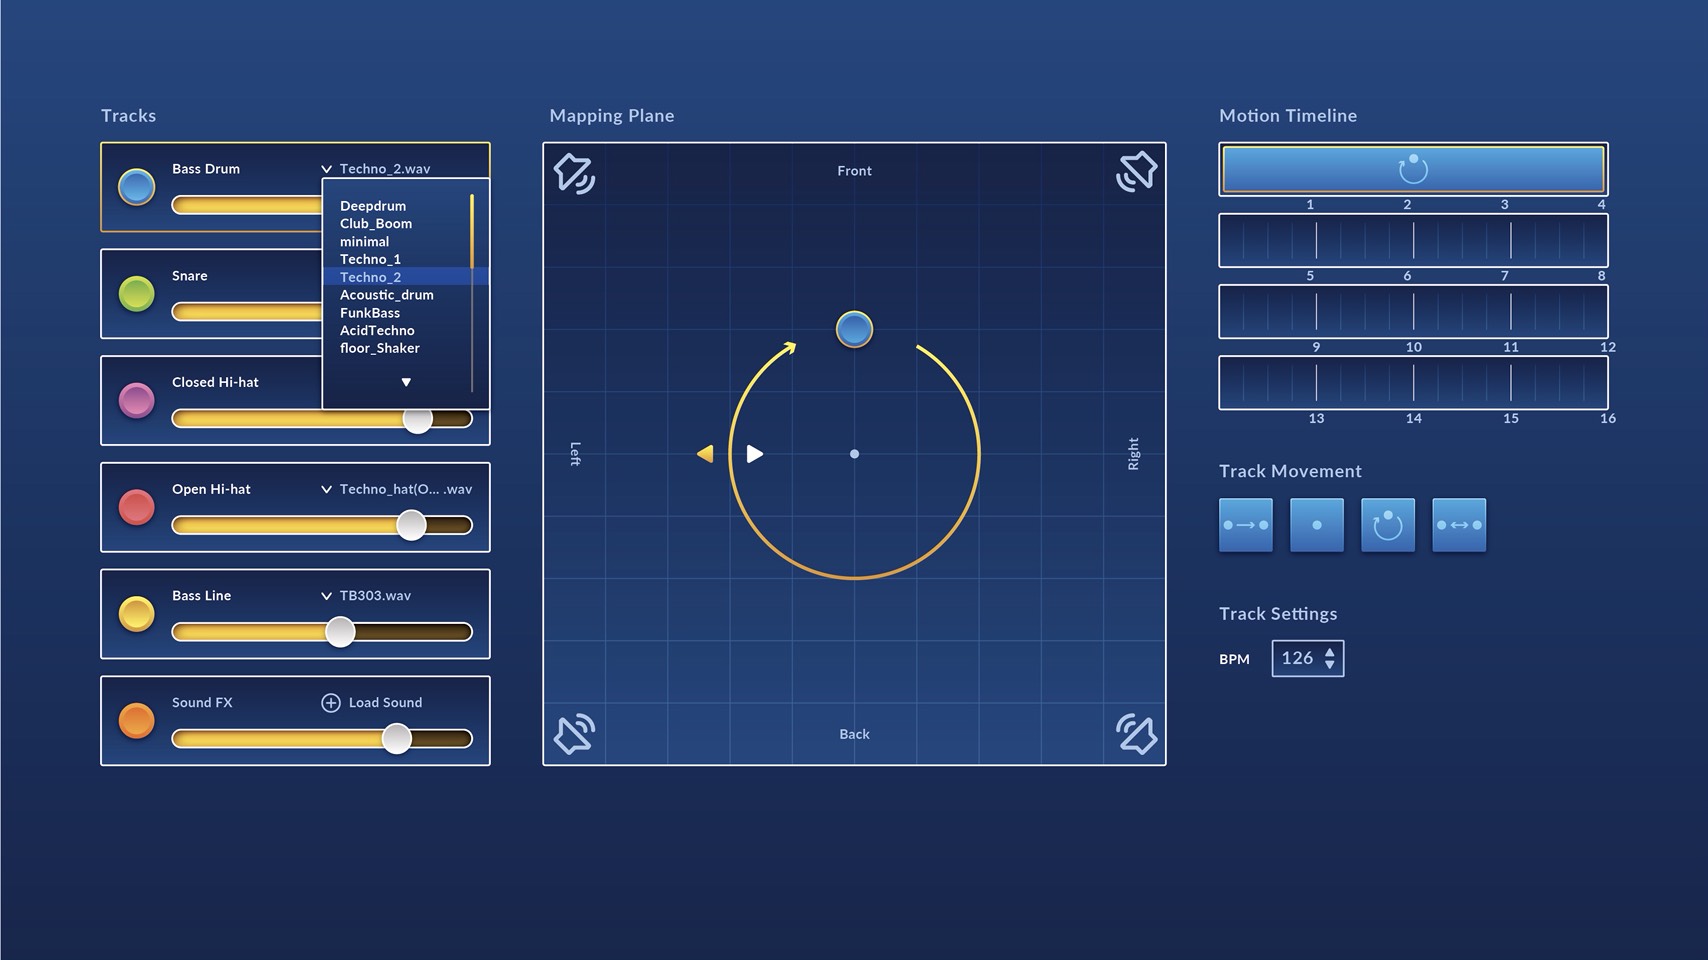 Tracks
Bass Drum
Techno_2.wav
Deepdrum
Club_Boom
minimal
Techno_1
Techno_2
Acoustic_drum
FunkBass
AcidTechno
floor_Shaker
Snare
Closed Hi-hat
Open Hi-hat
Techno_hat(O... .wav
Bass Line
TB303.wav
Sound FX
Load Sound
Mapping Plane
Front
Left
Right
Back
Motion Timeline
1 2 3 4
5 6 7 8
9 10 11 12
13 14 15 16
Track Movement
Track Settings
BPM 126